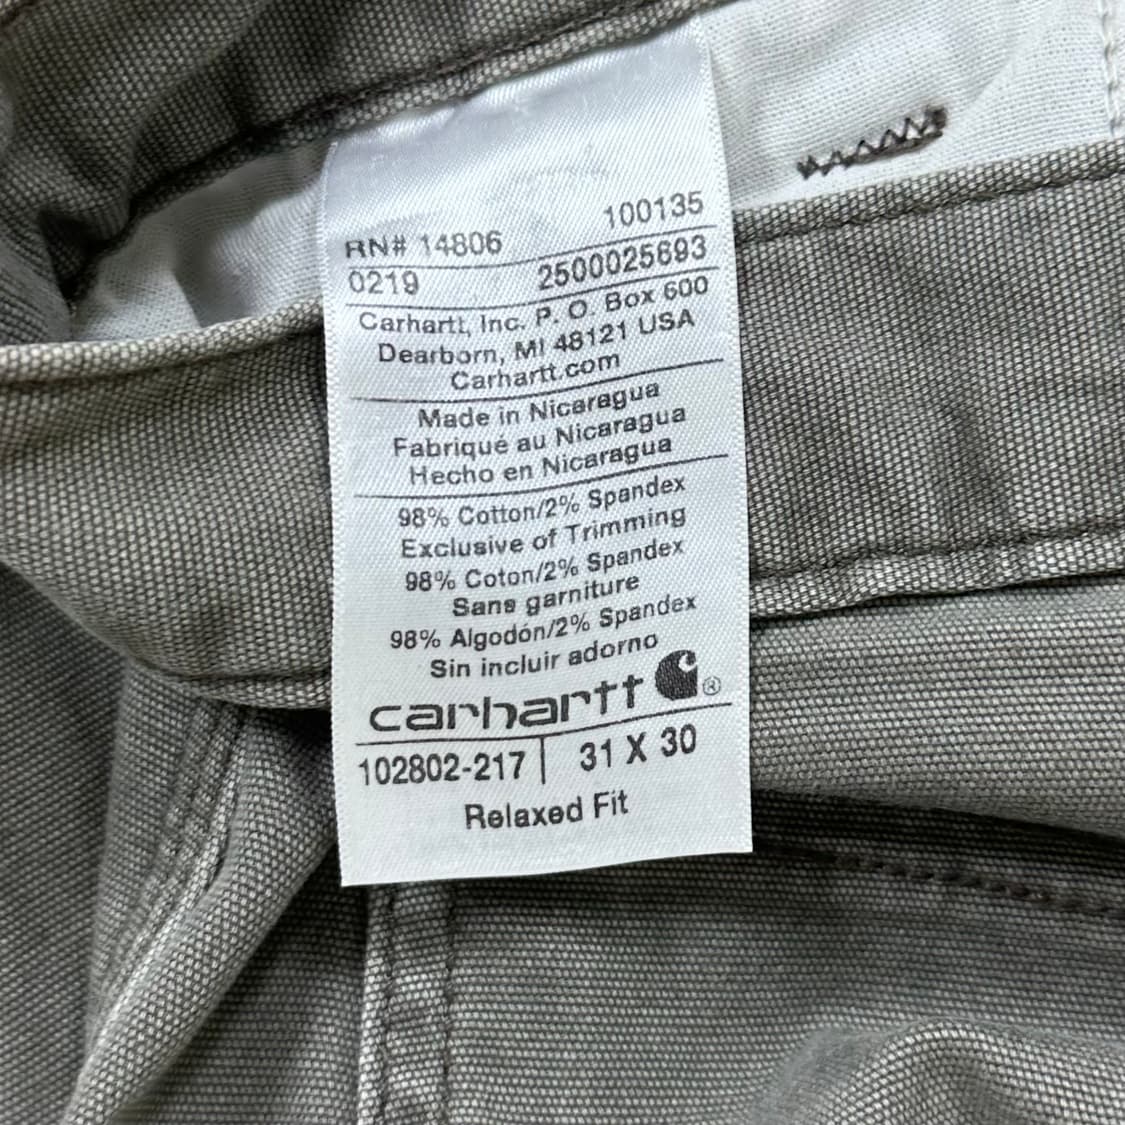 RN# 14806 100135
0219 2500025693
Carhartt, Inc. P. O. Box 600
Dearborn, MI 48121 USA
Carhartt.com
Made in Nicaragua
Fabriqué au Nicaragua
Hecho en Nicaragua
98% Cotton/2% Spandex
Exclusive of Trimming
98% Coton/2% Spandex
Sans garniture
98% Algodón/2% Spandex
Sin incluir adorno
carhartt ®
102802-217 | 31 X 30
Relaxed Fit